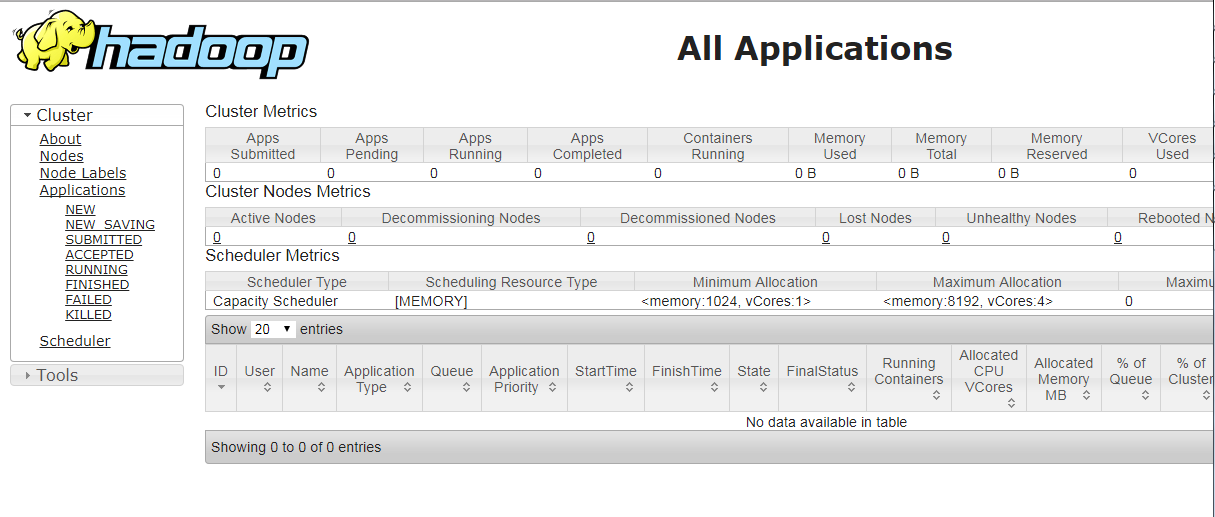 hadoop
All Applications
Cluster
About
Nodes
Node Labels
Applications
NEW
NEW_SAVING
SUBMITTED
ACCEPTED
RUNNING
FINISHED
FAILED
KILLED
Scheduler
Tools
Cluster Metrics
Apps Submitted Apps Pending Apps Running Apps Completed Containers Running Memory Used Memory Total Memory Reserved VCores Used
0 0 0 0 0 0 B 0 B 0 B 0
Cluster Nodes Metrics
Active Nodes Decommissioning Nodes Decommissioned Nodes Lost Nodes Unhealthy Nodes Rebooted N
0 0 0 0 0 0
Scheduler Metrics
Scheduler Type Scheduling Resource Type Minimum Allocation Maximum Allocation Maximu
Capacity Scheduler [MEMORY] <memory:1024, vCores:1> <memory:8192, vCores:4> 0
Show 20 entries
ID User Name Application Type Queue Application Priority StartTime FinishTime State FinalStatus Running Containers Allocated CPU VCores Allocated Memory MB % of Queue % of Cluster
No data available in table
Showing 0 to 0 of 0 entries